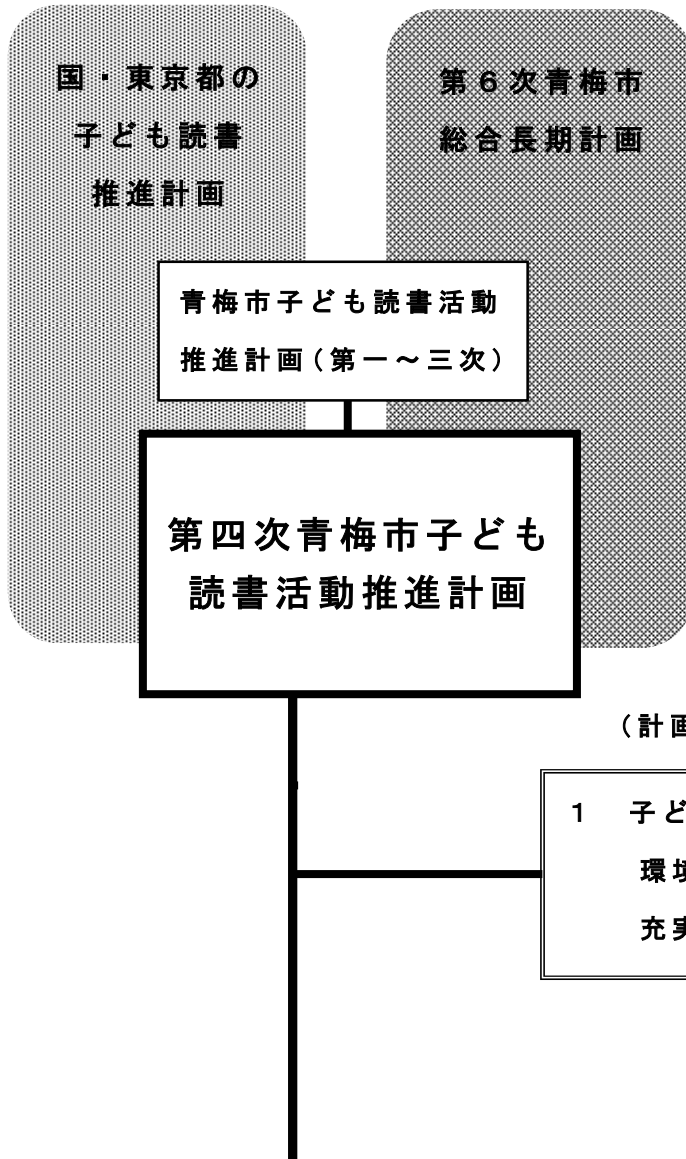 国・東京都の
子ども読書
推進計画
第６次青梅市
総合長期計画
青梅市子ども読書活動
推進計画（第一～三次）
第四次青梅市子ども
読書活動推進計画
（計画
１　子ど
環境
充実